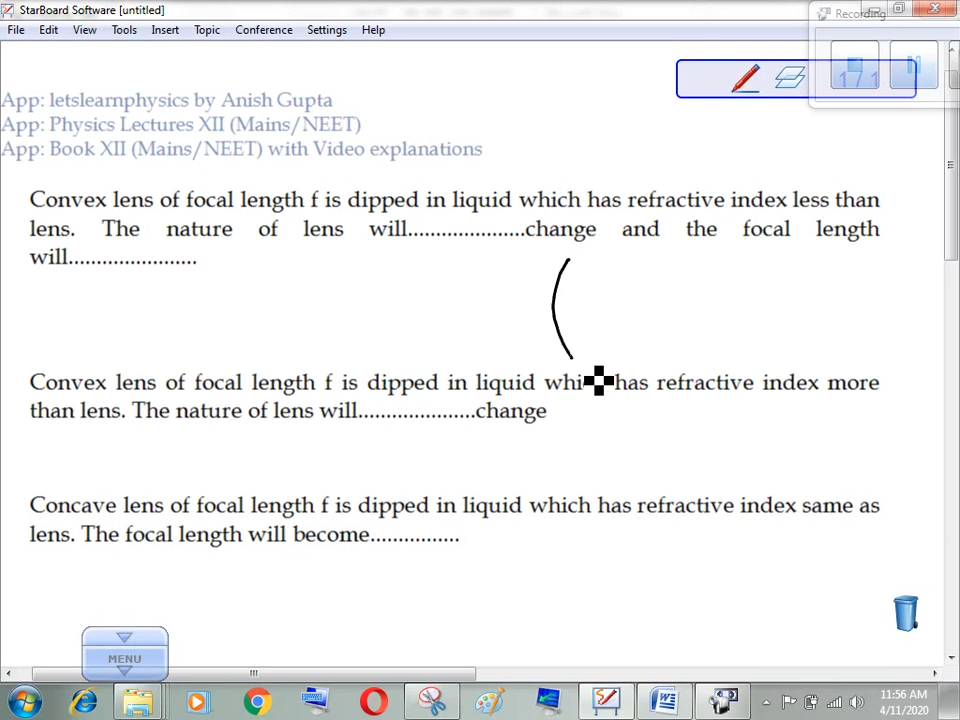 StarBoard Software [untitled]
Recording
File Edit View Tools Insert Topic Conference Settings Help
1 / 1
App: letslearnphysics by Anish Gupta
App: Physics Lectures XII (Mains/NEET)
App: Book XII (Mains/NEET) with Video explanations
Convex lens of focal length f is dipped in liquid which has refractive index less than
lens. The nature of lens will.....................change and the focal length
will.......................
Convex lens of focal length f is dipped in liquid which has refractive index more
than lens. The nature of lens will.....................change
Concave lens of focal length f is dipped in liquid which has refractive index same as
lens. The focal length will become................
MENU
11:56 AM
4/11/2020